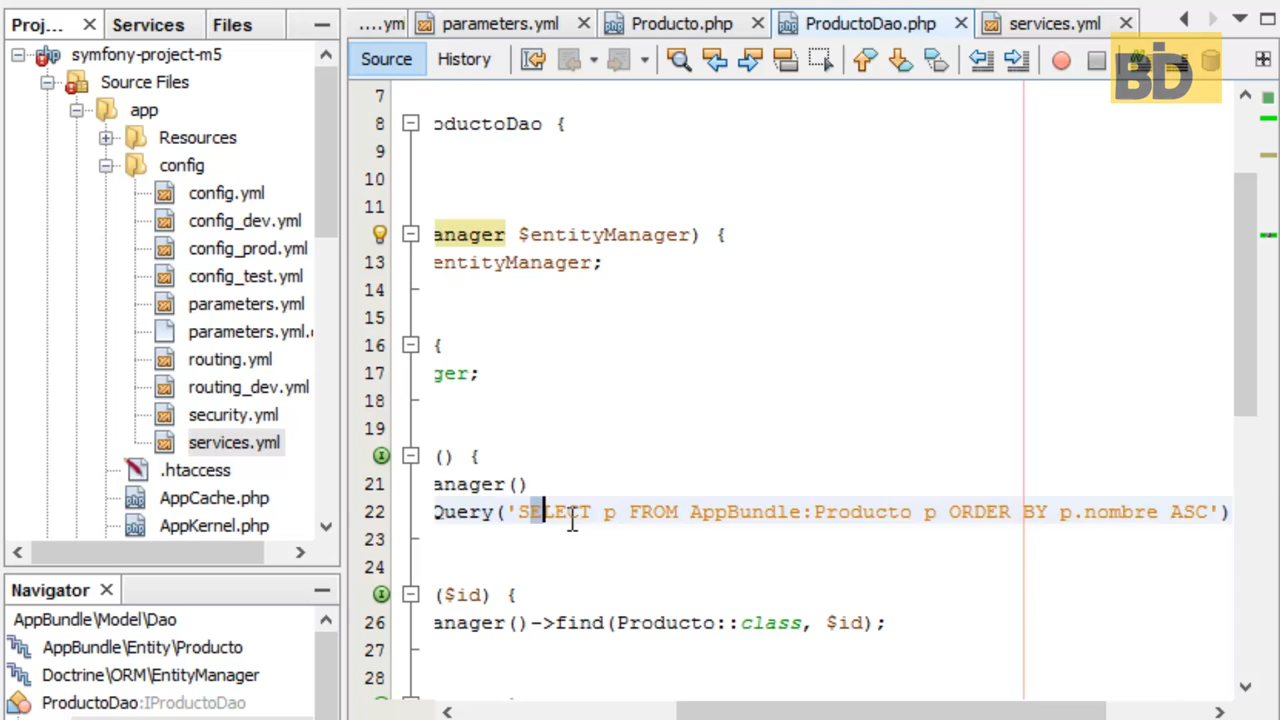 Proj... Services Files
....ym parameters.yml Producto.php ProductoDao.php services.yml
Source History
BID
symfony-project-m5
Source Files
app
Resources
config
config.yml
config_dev.yml
config_prod.yml
config_test.yml
parameters.yml
parameters.yml.
routing.yml
routing_dev.yml
security.yml
services.yml
.htaccess
AppCache.php
AppKernel.php
Navigator
AppBundle\Model\Dao
AppBundle\Entity\Producto
Doctrine\ORM\EntityManager
ProductoDao:IProductoDao
7
8 oductoDao {
9
10
11
anager $entityManager) {
13 entityManager;
14
15
16 {
17 ger;
18
19
() {
21 anager()
22 Query('SELECT p FROM AppBundle:Producto p ORDER BY p.nombre ASC')
23
24
($id) {
26 anager()->find(Producto::class, $id);
27
28